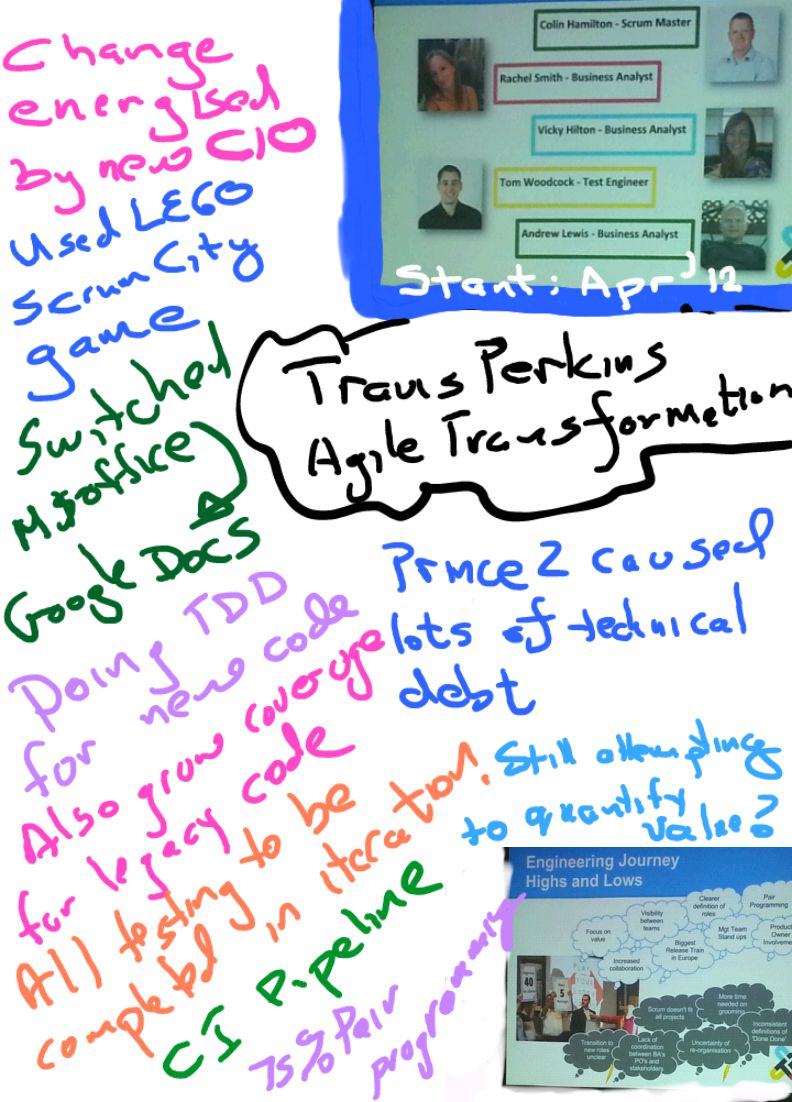 Change
energised
by new CIO
Used LEGO
Scrum City
game
Switched
MSoffice
Google Docs
Doing TDD
for new code
Also grow coverage
for legacy code
All testing to be
completed in iteration.
CI Pipeline
75% Pair
programming
Colin Hamilton - Scrum Master
Rachel Smith - Business Analyst
Vicky Hilton - Business Analyst
Tom Woodcock - Test Engineer
Andrew Lewis - Business Analyst
Start: Apr '12
Travis Perkins
Agile Transformation
Prince 2 caused
lots of technical
debt
Still attempting
to quantify
value?
Engineering Journey
Highs and Lows
Clearer
definition of
roles
Pair
Programming
Visibility
between
teams
Focus on
value
Mgt Team
Stand ups
Product
Owner
Involveme
Biggest
Release Train
in Europe
Increased
collaboration
40
5
More time
needed on
grooming
Scrum doesn't fit
all projects
Inconsistent
definitions of
'Done Done'
Transition to
new roles
unclear
Lack of
coordination
between BA's
PO's and
stakeholders
Uncertainty of
re-organisation